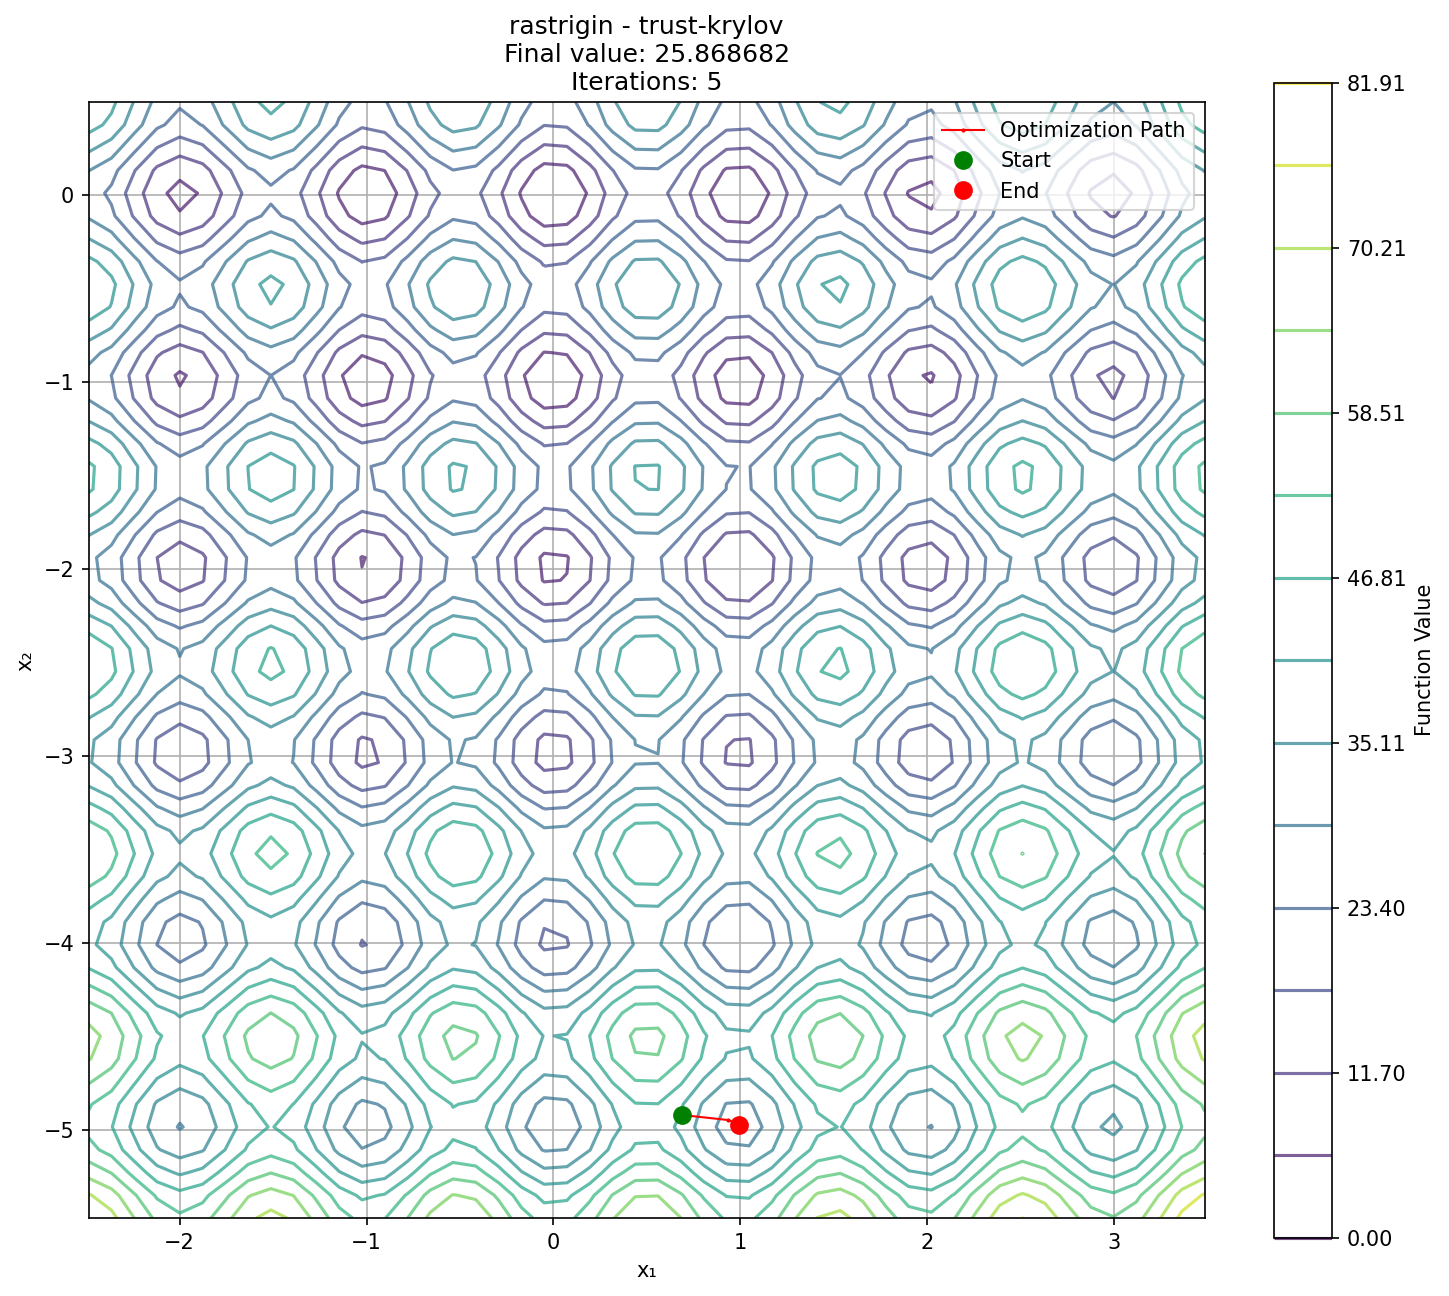 rastrigin - trust-krylov
Final value: 25.868682
Iterations: 5
Optimization Path
Start
End
0
−1
−2
−3
−4
−5
x₂
−2
−1
0
1
2
3
x₁
81.91
70.21
58.51
46.81
35.11
23.40
11.70
0.00
Function Value